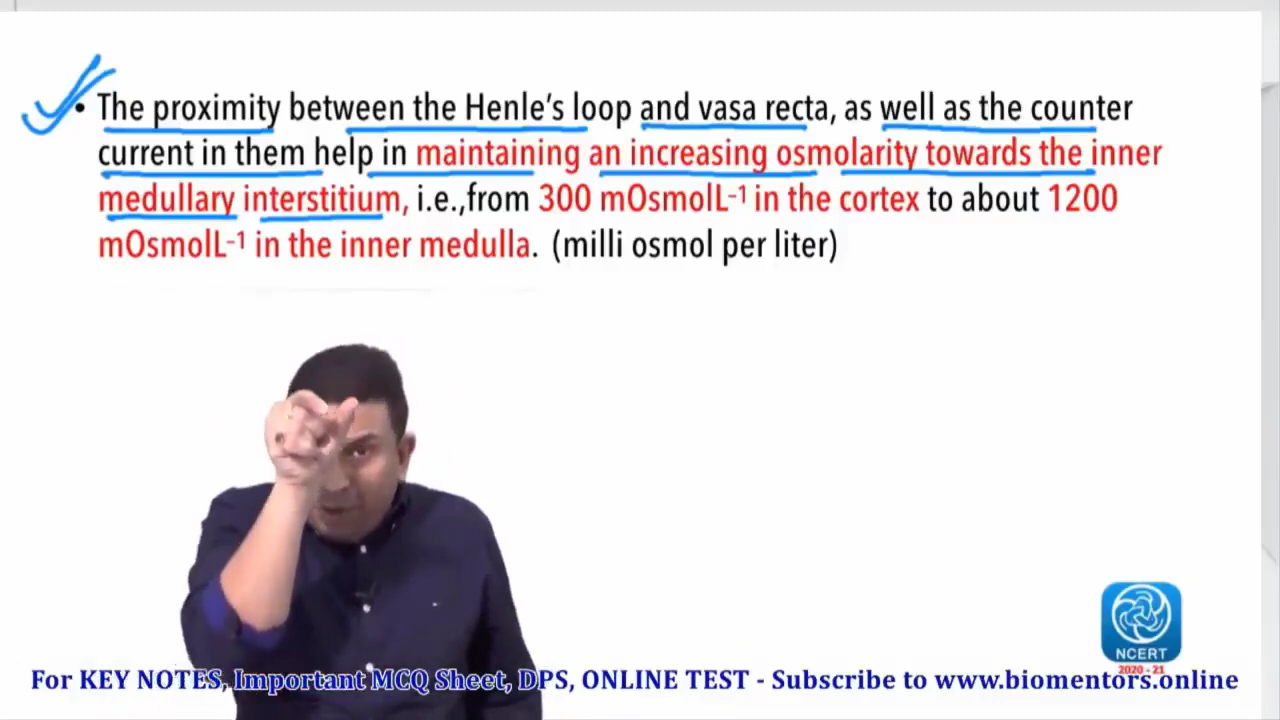 • The proximity between the Henle's loop and vasa recta, as well as the counter
current in them help in maintaining an increasing osmolarity towards the inner
medullary interstitium, i.e.,from 300 mOsmolL⁻¹ in the cortex to about 1200
mOsmolL⁻¹ in the inner medulla. (milli osmol per liter)
NCERT
2020 - 21
For KEY NOTES, Important MCQ Sheet, DPS, ONLINE TEST - Subscribe to www.biomentors.online